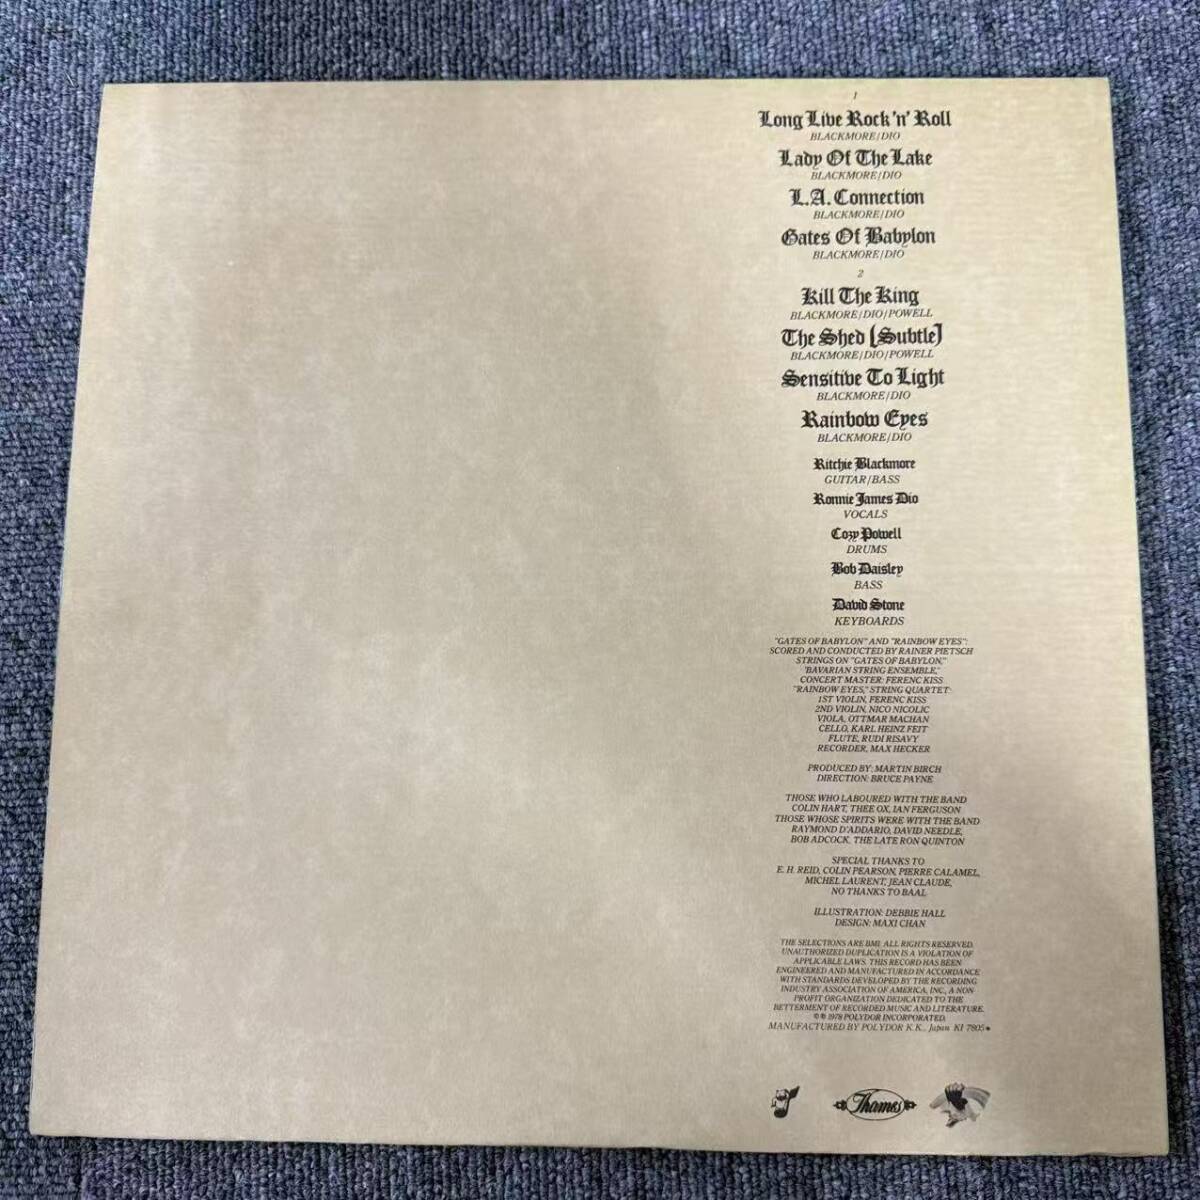 1
Long Live Rock 'n' Roll
BLACKMORE/DIO
Lady Of The Lake
BLACKMORE/DIO
L.A. Connection
BLACKMORE/DIO
Gates Of Babylon
BLACKMORE/DIO
2
Kill The King
BLACKMORE/DIO/POWELL
The Shed [Subtle]
BLACKMORE/DIO/POWELL
Sensitive To Light
BLACKMORE/DIO
Rainbow Eyes
BLACKMORE/DIO
Ritchie Blackmore
GUITAR/BASS
Ronnie James Dio
VOCALS
Cozy Powell
DRUMS
Bob Daisley
BASS
David Stone
KEYBOARDS
"GATES OF BABYLON" AND "RAINBOW EYES":
SCORED AND CONDUCTED BY RAINER PIETSCH
STRINGS ON "GATES OF BABYLON,"
'BAVARIAN STRING ENSEMBLE,'
CONCERT MASTER: FERENC KISS
"RAINBOW EYES," STRING QUARTET:
1ST VIOLIN, FERENC KISS
2ND VIOLIN, NICO NICOLIC
VIOLA, OTTMAR MACHAN
CELLO, KARL HEINZ FEIT
FLUTE, RUDI RISAVY
RECORDER, MAX HECKER
PRODUCED BY: MARTIN BIRCH
DIRECTION: BRUCE PAYNE
THOSE WHO LABOURED WITH THE BAND
COLIN HART, THEE OX, IAN FERGUSON
THOSE WHOSE SPIRITS WERE WITH THE BAND
RAYMOND D'ADDARIO, DAVID NEEDLE,
BOB ADCOCK, THE LATE RON QUINTON
SPECIAL THANKS TO
E. H. REID, COLIN PEARSON, PIERRE CALAMEL,
MICHEL LAURENT, JEAN CLAUDE,
NO THANKS TO BAAL
ILLUSTRATION: DEBBIE HALL
DESIGN: MAXI CHAN
THE SELECTIONS ARE BMI. ALL RIGHTS RESERVED.
UNAUTHORIZED DUPLICATION IS A VIOLATION OF
APPLICABLE LAWS. THIS RECORD HAS BEEN
ENGINEERED AND MANUFACTURED IN ACCORDANCE
WITH STANDARDS DEVELOPED BY THE RECORDING
INDUSTRY ASSOCIATION OF AMERICA, INC., A NON-
PROFIT ORGANIZATION DEDICATED TO THE
BETTERMENT OF RECORDED MUSIC AND LITERATURE.
©℗ 1978 POLYDOR INCORPORATED.
MANUFACTURED BY POLYDOR K.K., Japan KI 7805★
Thames